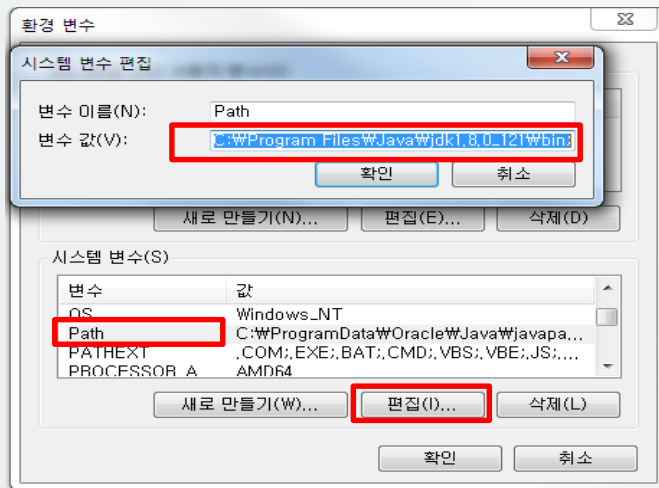 환경 변수
시스템 변수 편집
변수 이름(N):
Path
변수 값(V):
C:₩Program Files₩Java₩jdk1.8.0_121₩bin;
확인
취소
새로 만들기(N)...
편집(E)...
삭제(D)
시스템 변수(S)
변수
값
OS
Windows_NT
Path
C:₩ProgramData₩Oracle₩Java₩javapa...
PATHEXT
.COM;.EXE;.BAT;.CMD;.VBS;.VBE;.JS;....
PROCESSOR_A
AMD64
새로 만들기(W)...
편집(I)...
삭제(L)
확인
취소